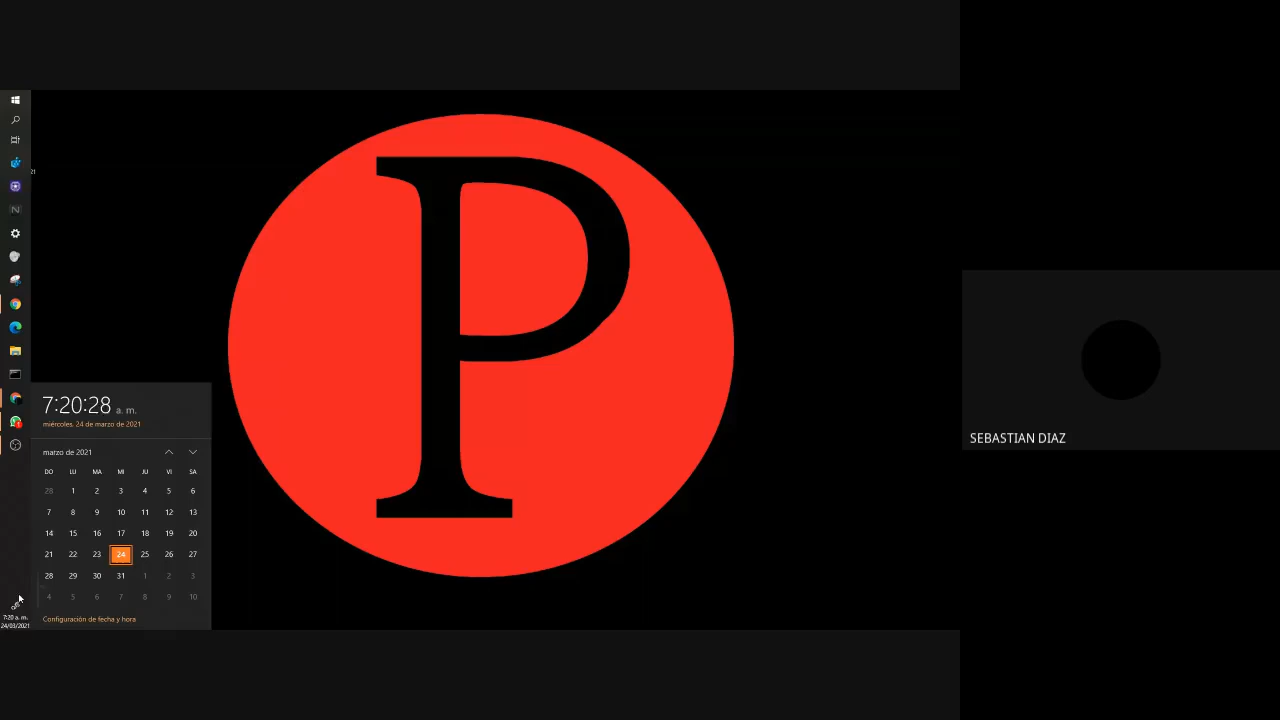 P
21
7:20:28 a. m.
miércoles, 24 de marzo de 2021
marzo de 2021
DO LU MA MI JU VI SA
28 1 2 3 4 5 6
7 8 9 10 11 12 13
14 15 16 17 18 19 20
21 22 23 24 25 26 27
28 29 30 31 1 2 3
4 5 6 7 8 9 10
Configuración de fecha y hora
7:20 a. m.
24/03/2021
SEBASTIAN DIAZ